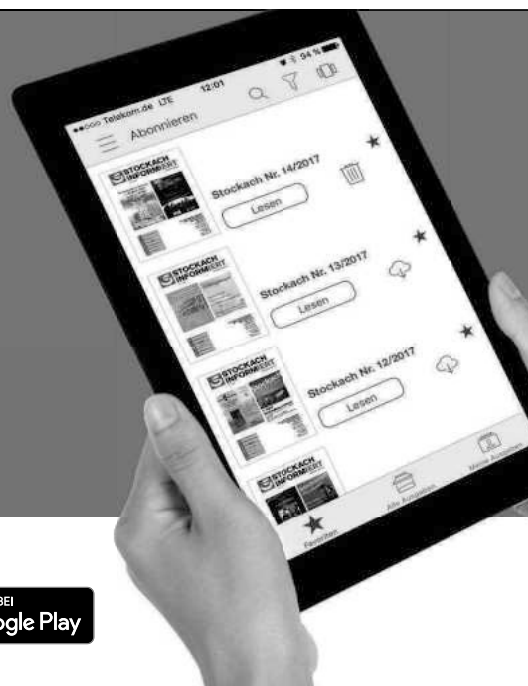 Telekom.de LTE 12:01 94 %
Abonnieren
STOCKACH
INFORMIERT
Stockach Nr. 14/2017
Lesen
STOCKACH
INFORMIERT
Stockach Nr. 13/2017
Lesen
STOCKACH
INFORMIERT
Stockach Nr. 12/2017
Lesen
STOCKACH
INFORMIERT
Favoriten
Alle Ausgaben
Meine Ausgaben
BEI
gle Play